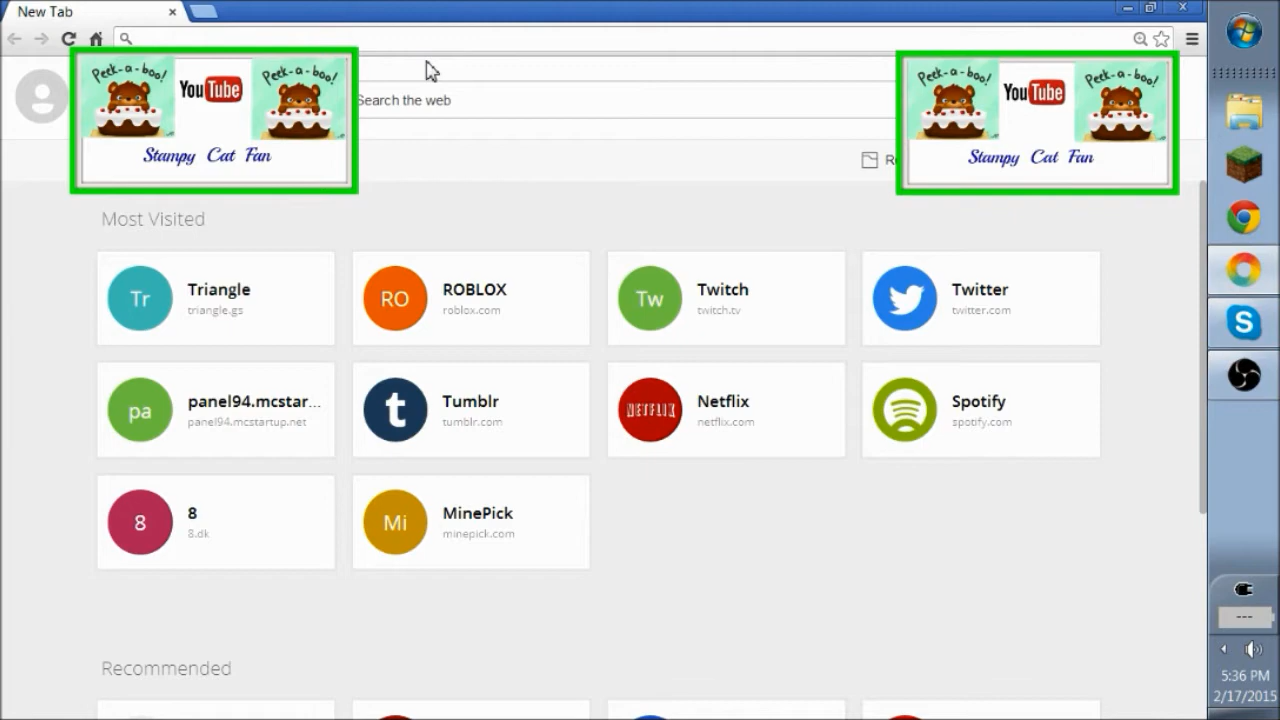 New Tab
Peek-a-boo!
YouTube
Peek-a-boo!
Stampy Cat Fan
Search the web
Peek-a-boo!
YouTube
Peek-a-boo!
Stampy Cat Fan
Most Visited
Tr
Triangle
triangle.gs
RO
ROBLOX
roblox.com
Tw
Twitch
twitch.tv
Twitter
twitter.com
pa
panel94.mcstar...
panel94.mcstartup.net
t
Tumblr
tumblr.com
NETFLIX
Netflix
netflix.com
Spotify
spotify.com
8
8
8.dk
Mi
MinePick
minepick.com
Recommended
S
---
5:36 PM
2/17/2015